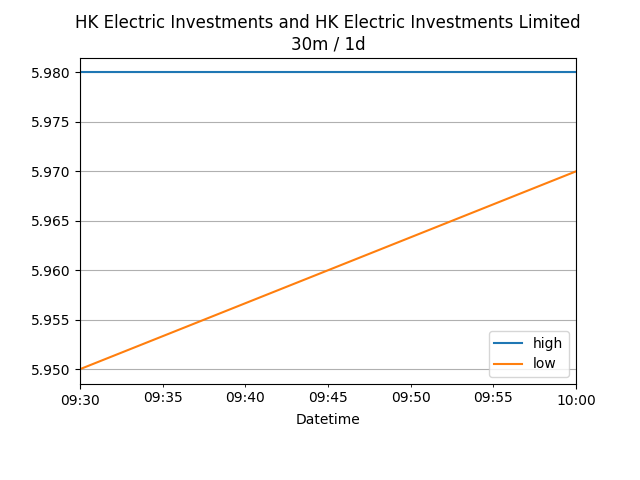 HK Electric Investments and HK Electric Investments Limited
30m / 1d
5.980
5.975
5.970
5.965
5.960
5.955
5.950
high
low
09:30 09:35 09:40 09:45 09:50 09:55 10:00
Datetime